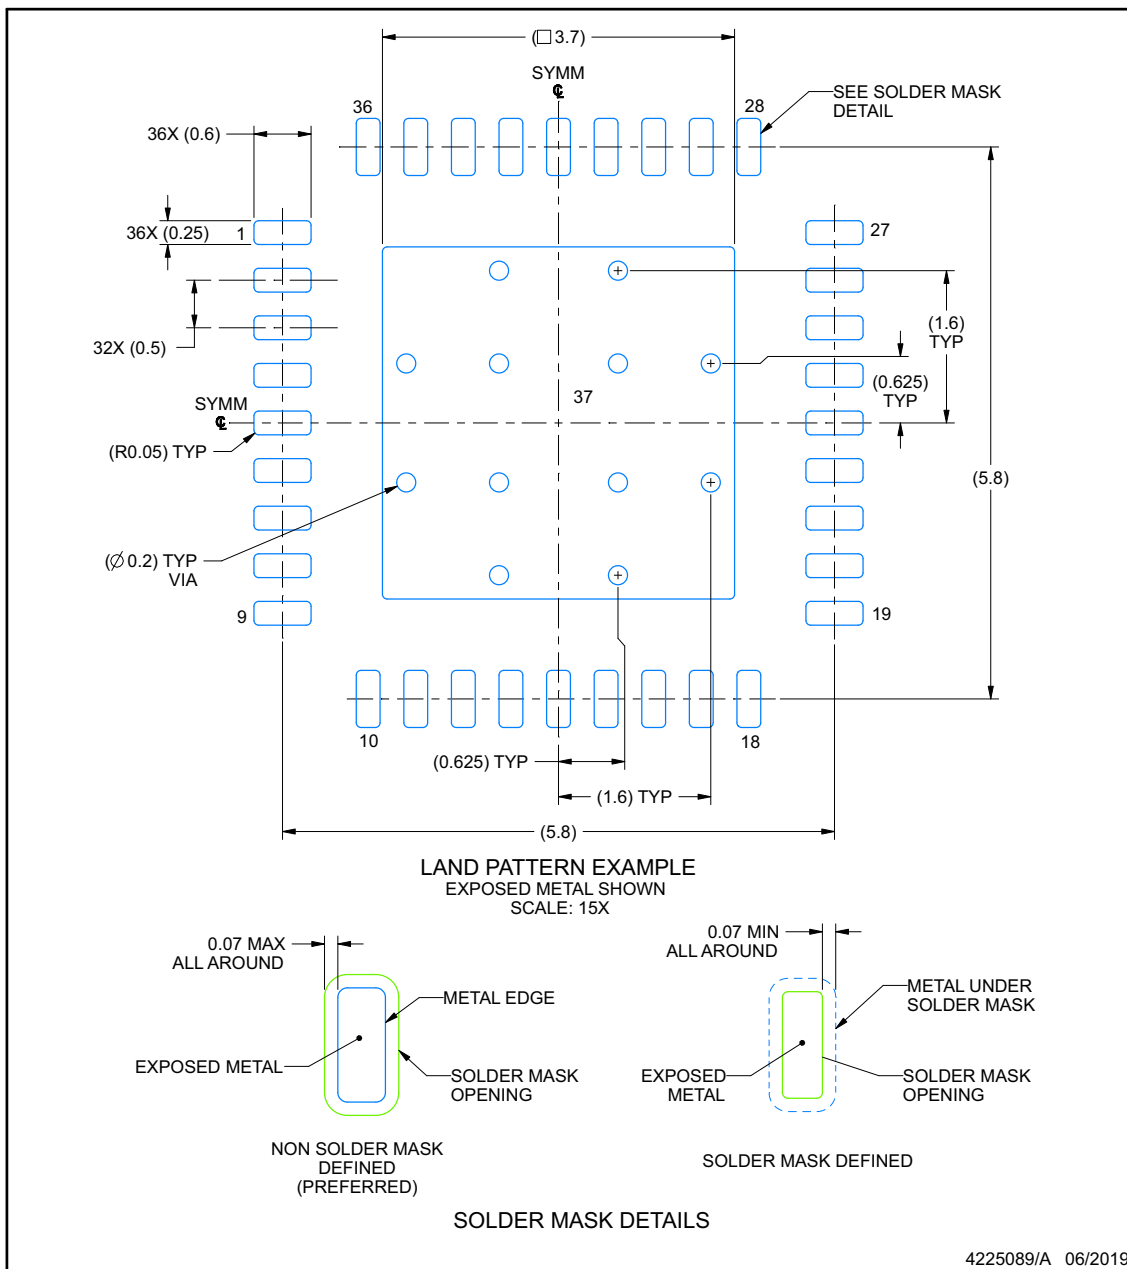 (□ 3.7)
SYMM
℄
36
28
SEE SOLDER MASK
DETAIL
36X (0.6)
36X (0.25)
1
27
32X (0.5)
(1.6)
TYP
(0.625)
TYP
37
SYMM
℄
(R0.05) TYP
(5.8)
(∅ 0.2) TYP
VIA
9
19
10
18
(0.625) TYP
(1.6) TYP
(5.8)
LAND PATTERN EXAMPLE
EXPOSED METAL SHOWN
SCALE: 15X
0.07 MAX
ALL AROUND
METAL EDGE
EXPOSED METAL
SOLDER MASK
OPENING
NON SOLDER MASK
DEFINED
(PREFERRED)
0.07 MIN
ALL AROUND
METAL UNDER
SOLDER MASK
EXPOSED
METAL
SOLDER MASK
OPENING
SOLDER MASK DEFINED
SOLDER MASK DETAILS
4225089/A 06/2019